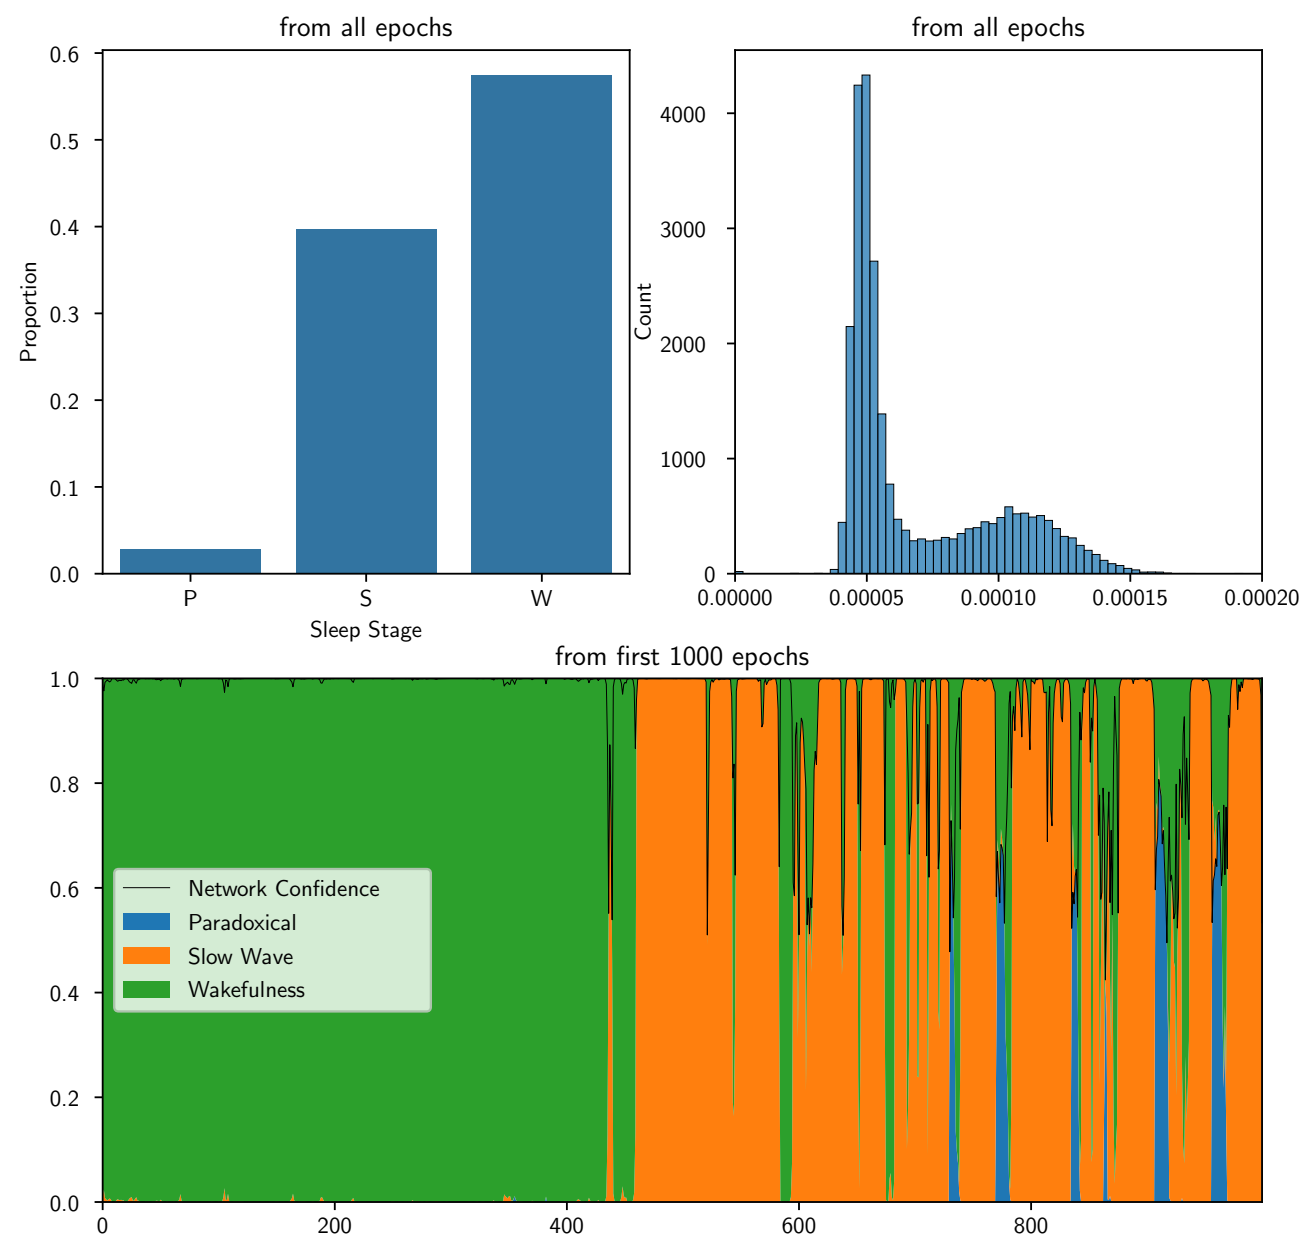 from all epochs
0.6
0.5
0.4
0.3
0.2
0.1
0.0
Proportion
P S W
Sleep Stage
from all epochs
4000
3000
2000
1000
0
Count
0.00000 0.00005 0.00010 0.00015 0.00020
from first 1000 epochs
1.0
0.8
0.6
0.4
0.2
0.0
Network Confidence
Paradoxical
Slow Wave
Wakefulness
0 200 400 600 800